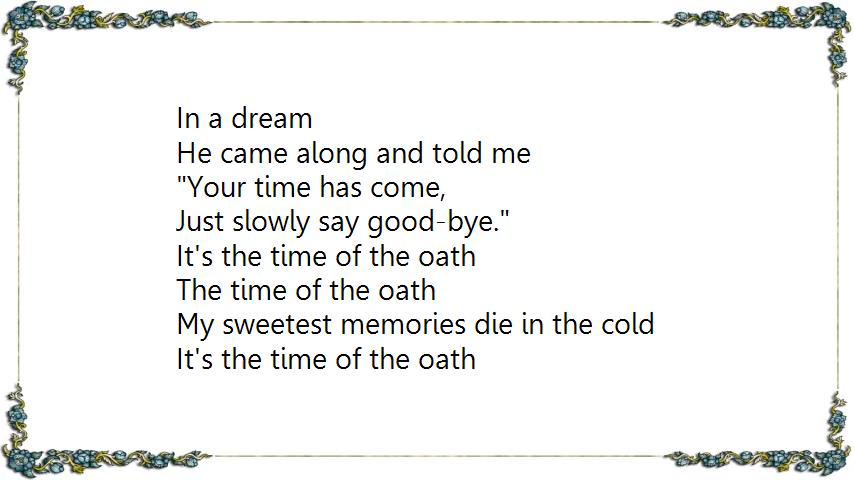 In a dream
He came along and told me
"Your time has come,
Just slowly say good-bye."
It's the time of the oath
The time of the oath
My sweetest memories die in the cold
It's the time of the oath